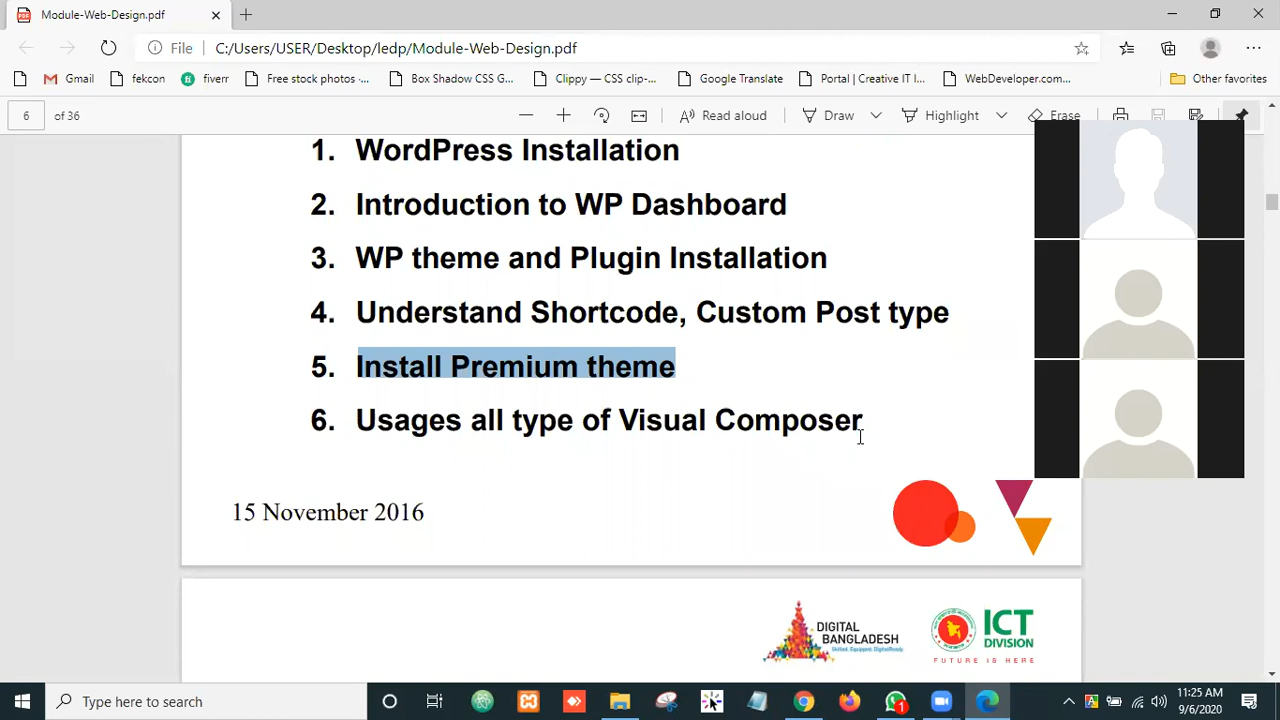 Module-Web-Design.pdf
File C:/Users/USER/Desktop/ledp/Module-Web-Design.pdf
Gmail fekcon fiverr Free stock photos ·... Box Shadow CSS G... Clippy — CSS clip-... Google Translate Portal | Creative IT I... WebDeveloper.com... Other favorites
6 of 36 Read aloud Draw Highlight Erase
1. WordPress Installation
2. Introduction to WP Dashboard
3. WP theme and Plugin Installation
4. Understand Shortcode, Custom Post type
5. Install Premium theme
6. Usages all type of Visual Composer
15 November 2016
DIGITAL
BANGLADESH
Skilled. Equipped. DigitalReady.
ICT
DIVISION
FUTURE IS HERE
Type here to search
1
A
11:25 AM
9/6/2020